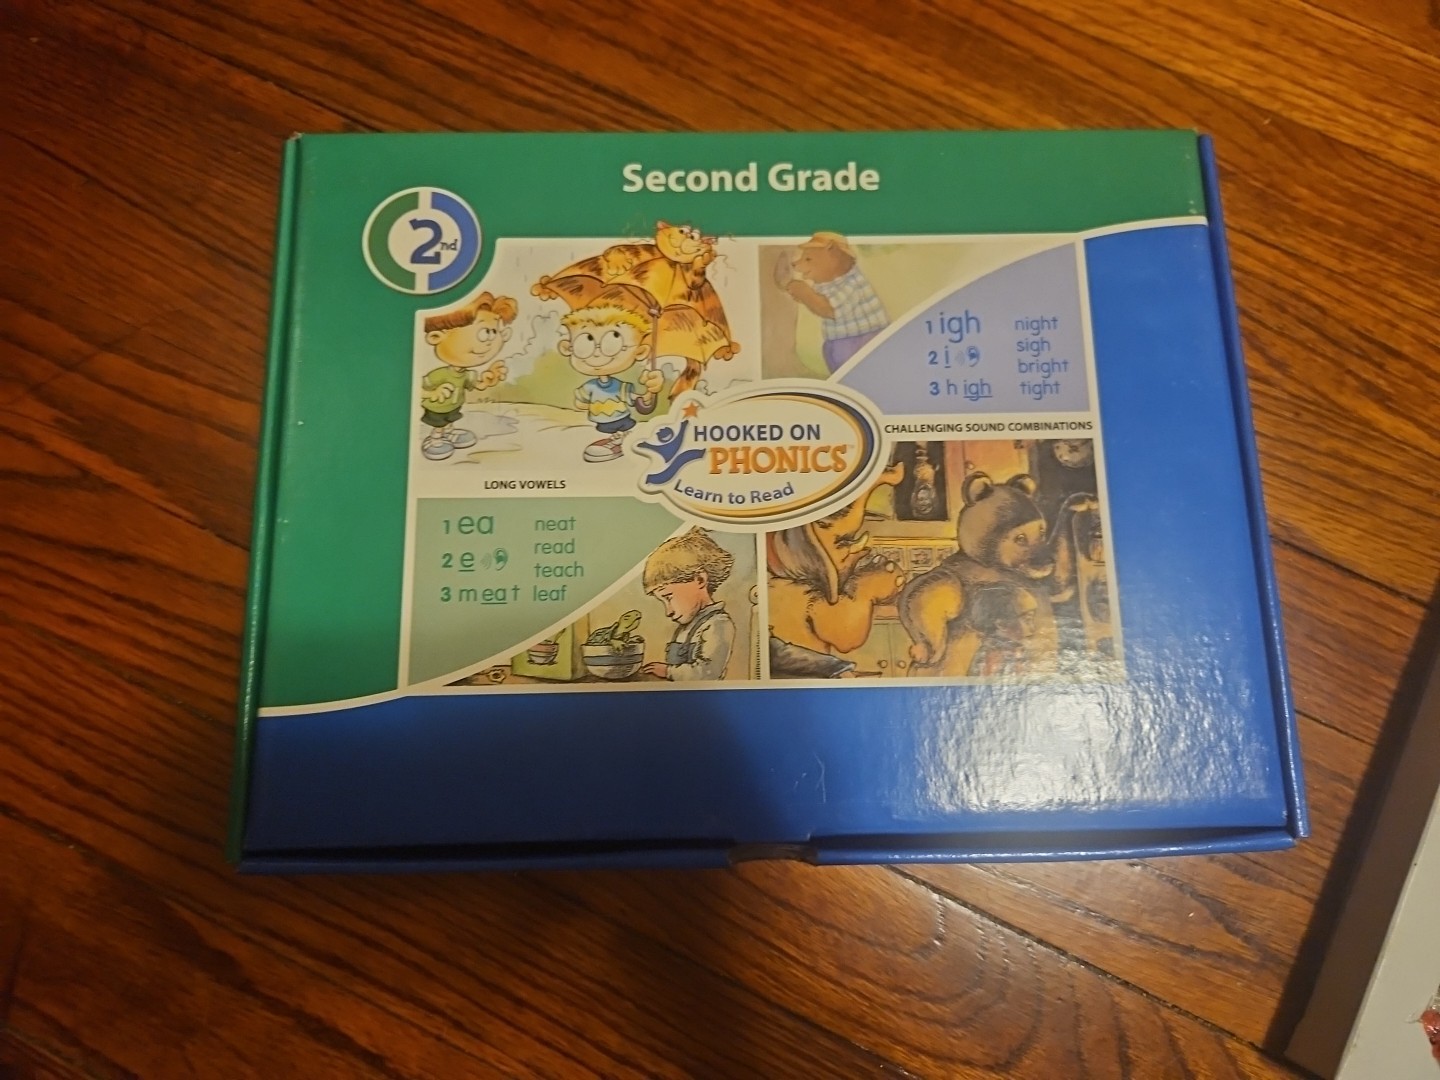 Second Grade
2nd
1 igh night
2 i sigh
bright
3 h igh tight
CHALLENGING SOUND COMBINATIONS
HOOKED ON
PHONICS™
Learn to Read
LONG VOWELS
1 ea neat
2 e read
teach
3 m ea t leaf